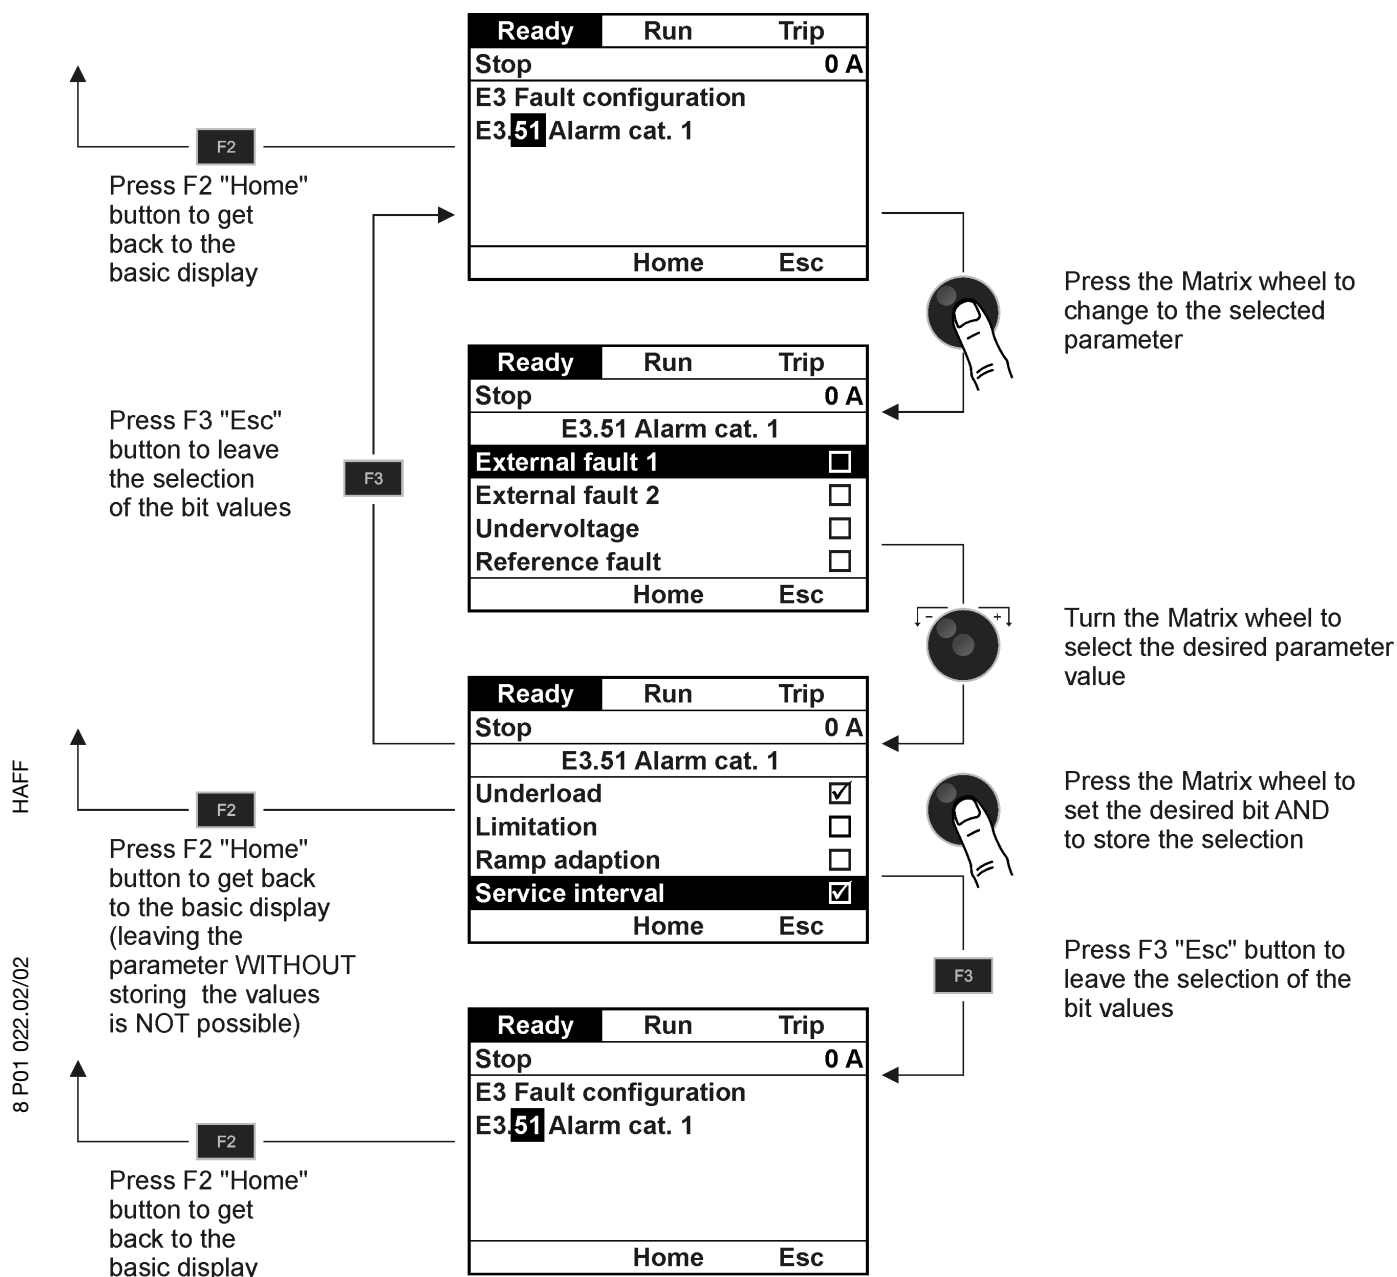 Ready Run Trip
Stop 0 A
E3 Fault configuration
E3.51 Alarm cat. 1
Home Esc
F2
Press F2 "Home"
button to get
back to the
basic display
Press the Matrix wheel to
change to the selected
parameter
Ready Run Trip
Stop 0 A
E3.51 Alarm cat. 1
External fault 1
External fault 2
Undervoltage
Reference fault
Home Esc
Press F3 "Esc"
button to leave
the selection
of the bit values
F3
- +
Turn the Matrix wheel to
select the desired parameter
value
Ready Run Trip
Stop 0 A
E3.51 Alarm cat. 1
Underload
Limitation
Ramp adaption
Service interval
Home Esc
F2
Press F2 "Home"
button to get back
to the basic display
(leaving the
parameter WITHOUT
storing the values
is NOT possible)
Press the Matrix wheel to
set the desired bit AND
to store the selection
F3
Press F3 "Esc" button to
leave the selection of the
bit values
Ready Run Trip
Stop 0 A
E3 Fault configuration
E3.51 Alarm cat. 1
Home Esc
F2
Press F2 "Home"
button to get
back to the
basic display
HAFF
8 P01 022.02/02